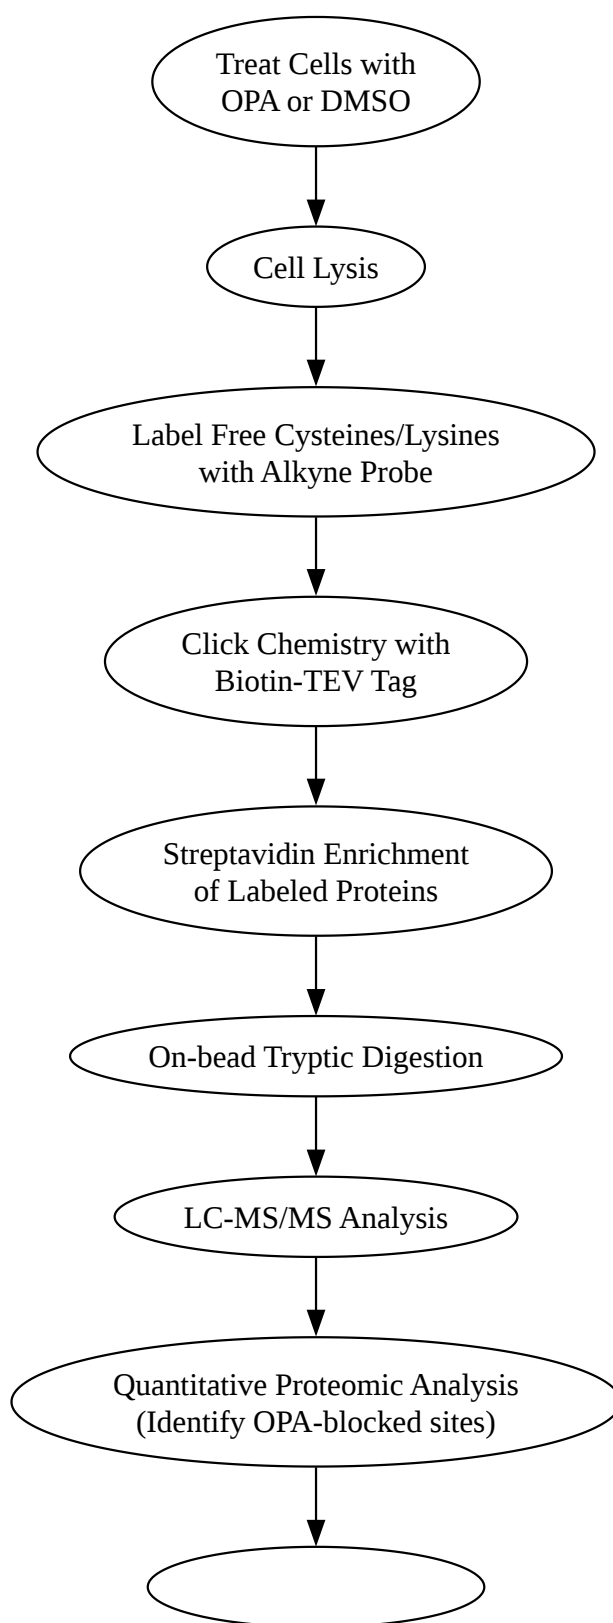 Treat Cells with
OPA or DMSO
Cell Lysis
Label Free Cysteines/Lysines
with Alkyne Probe
Click Chemistry with
Biotin-TEV Tag
Streptavidin Enrichment
of Labeled Proteins
On-bead Tryptic Digestion
LC-MS/MS Analysis
Quantitative Proteomic Analysis
(Identify OPA-blocked sites)